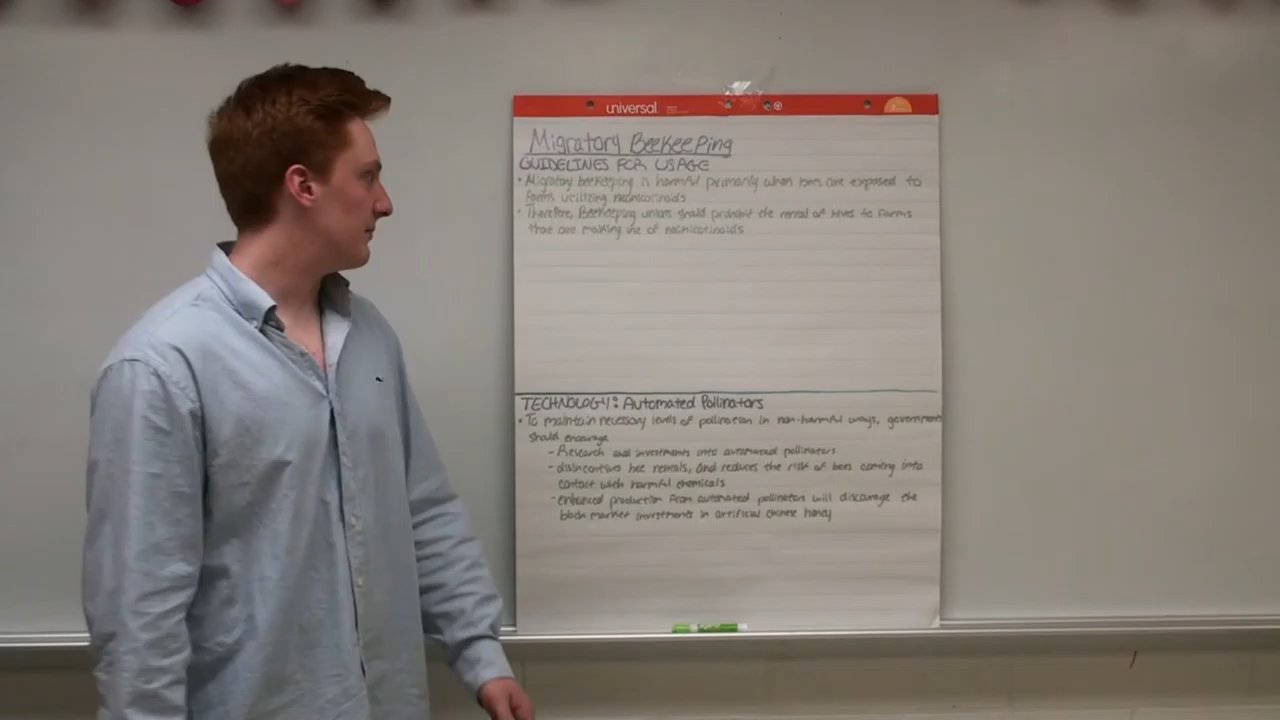 universal
Migratory Beekeeping
GUIDELINES FOR USAGE
• Migratory beekeeping is harmful primarily when bees are exposed to
farms utilizing neonicotinoids
• Therefore, Beekeeping unions should prohibit the rental of hives to farms
that are making use of neonicotinoids
TECHNOLOGY: Automated Pollinators
• To maintain necessary levels of pollination in non-harmful ways, government
should encourage
- Research and investments into automated pollinators
- disincentives bee rentals, and reduces the risk of bees coming into
contact with harmful chemicals
- enhanced production from automated pollinators will discourage the
black market investments in artificial chinese honey